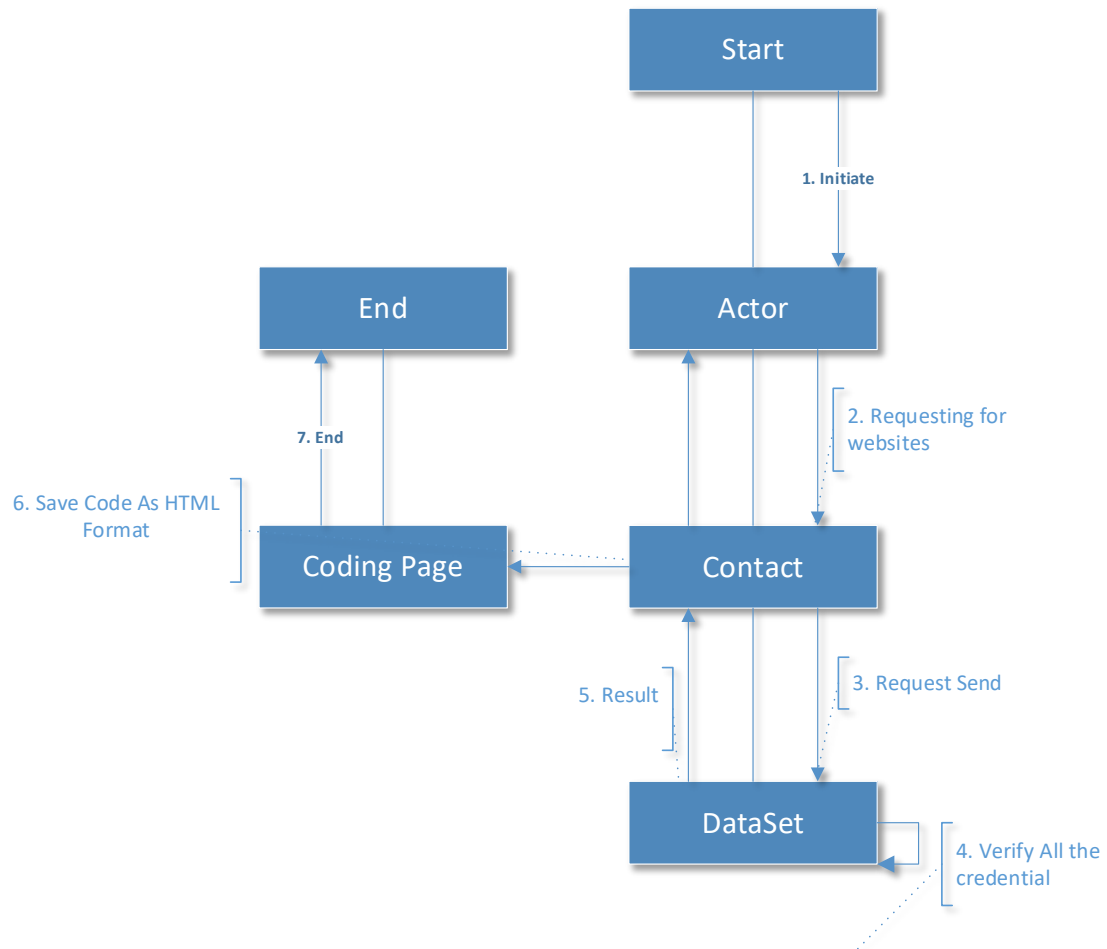 Start
1. Initiate
End
Actor
2. Requesting for
websites
7. End
6. Save Code As HTML
Format
Coding Page
Contact
5. Result
3. Request Send
DataSet
4. Verify All the
credential